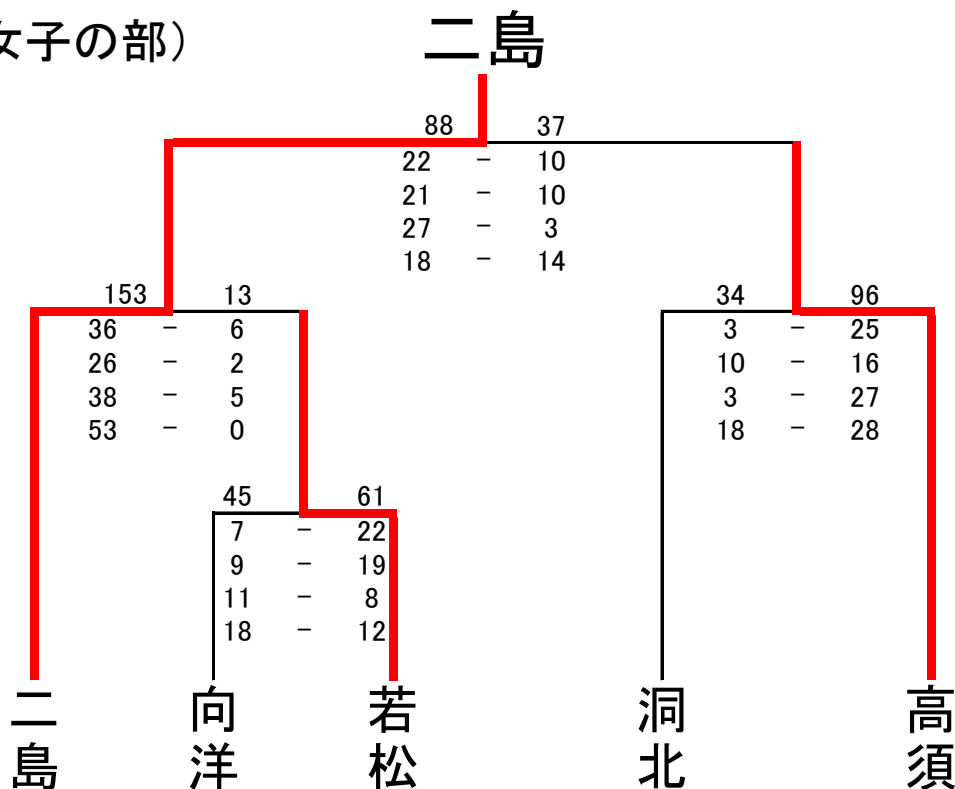 女子の部）
二島
88 37
22 － 10
21 － 10
27 － 3
18 － 14
153 13
36 － 6
26 － 2
38 － 5
53 － 0
34 96
3 － 25
10 － 16
3 － 27
18 － 28
45 61
7 － 22
9 － 19
11 － 8
18 － 12
二島
向洋
若松
洞北
高須